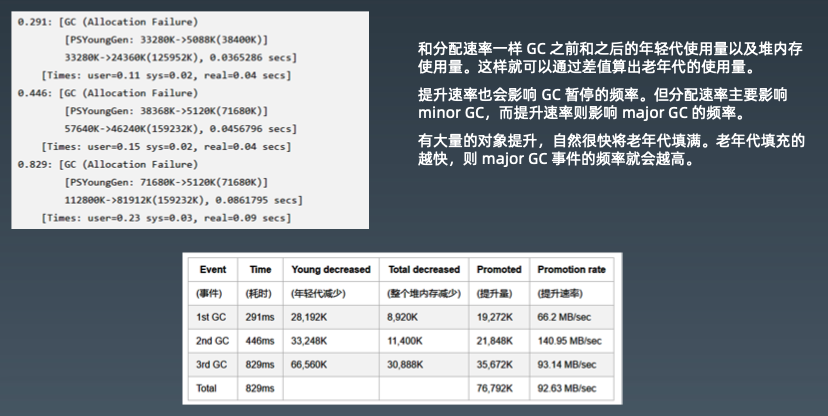 0.291: [GC (Allocation Failure)
[PSYoungGen: 33280K->5088K(38400K)]
33280K->24360K(125952K), 0.0365286 secs]
[Times: user=0.11 sys=0.02, real=0.04 secs]
0.446: [GC (Allocation Failure)
[PSYoungGen: 38368K->5120K(71680K)]
57640K->46240K(159232K), 0.0456796 secs]
[Times: user=0.15 sys=0.02, real=0.04 secs]
0.829: [GC (Allocation Failure)
[PSYoungGen: 71680K->5120K(71680K)]
112800K->81912K(159232K), 0.0861795 secs]
[Times: user=0.23 sys=0.03, real=0.09 secs]
和分配速率一样 GC 之前和之后的年轻代使用量以及堆内存
使用量。这样就可以通过差值算出老年代的使用量。
提升速率也会影响 GC 暂停的频率。但分配速率主要影响
minor GC，而提升速率则影响 major GC 的频率。
有大量的对象提升，自然很快将老年代填满。老年代填充的
越快，则 major GC 事件的频率就会越高。
Event Time Young decreased Total decreased Promoted Promotion rate
(事件) (耗时) (年轻代减少) (整个堆内存减少) (提升量) (提升速率)
1st GC 291ms 28,192K 8,920K 19,272K 66.2 MB/sec
2nd GC 446ms 33,248K 11,400K 21,848K 140.95 MB/sec
3rd GC 829ms 66,560K 30,888K 35,672K 93.14 MB/sec
Total 829ms 76,792K 92.63 MB/sec